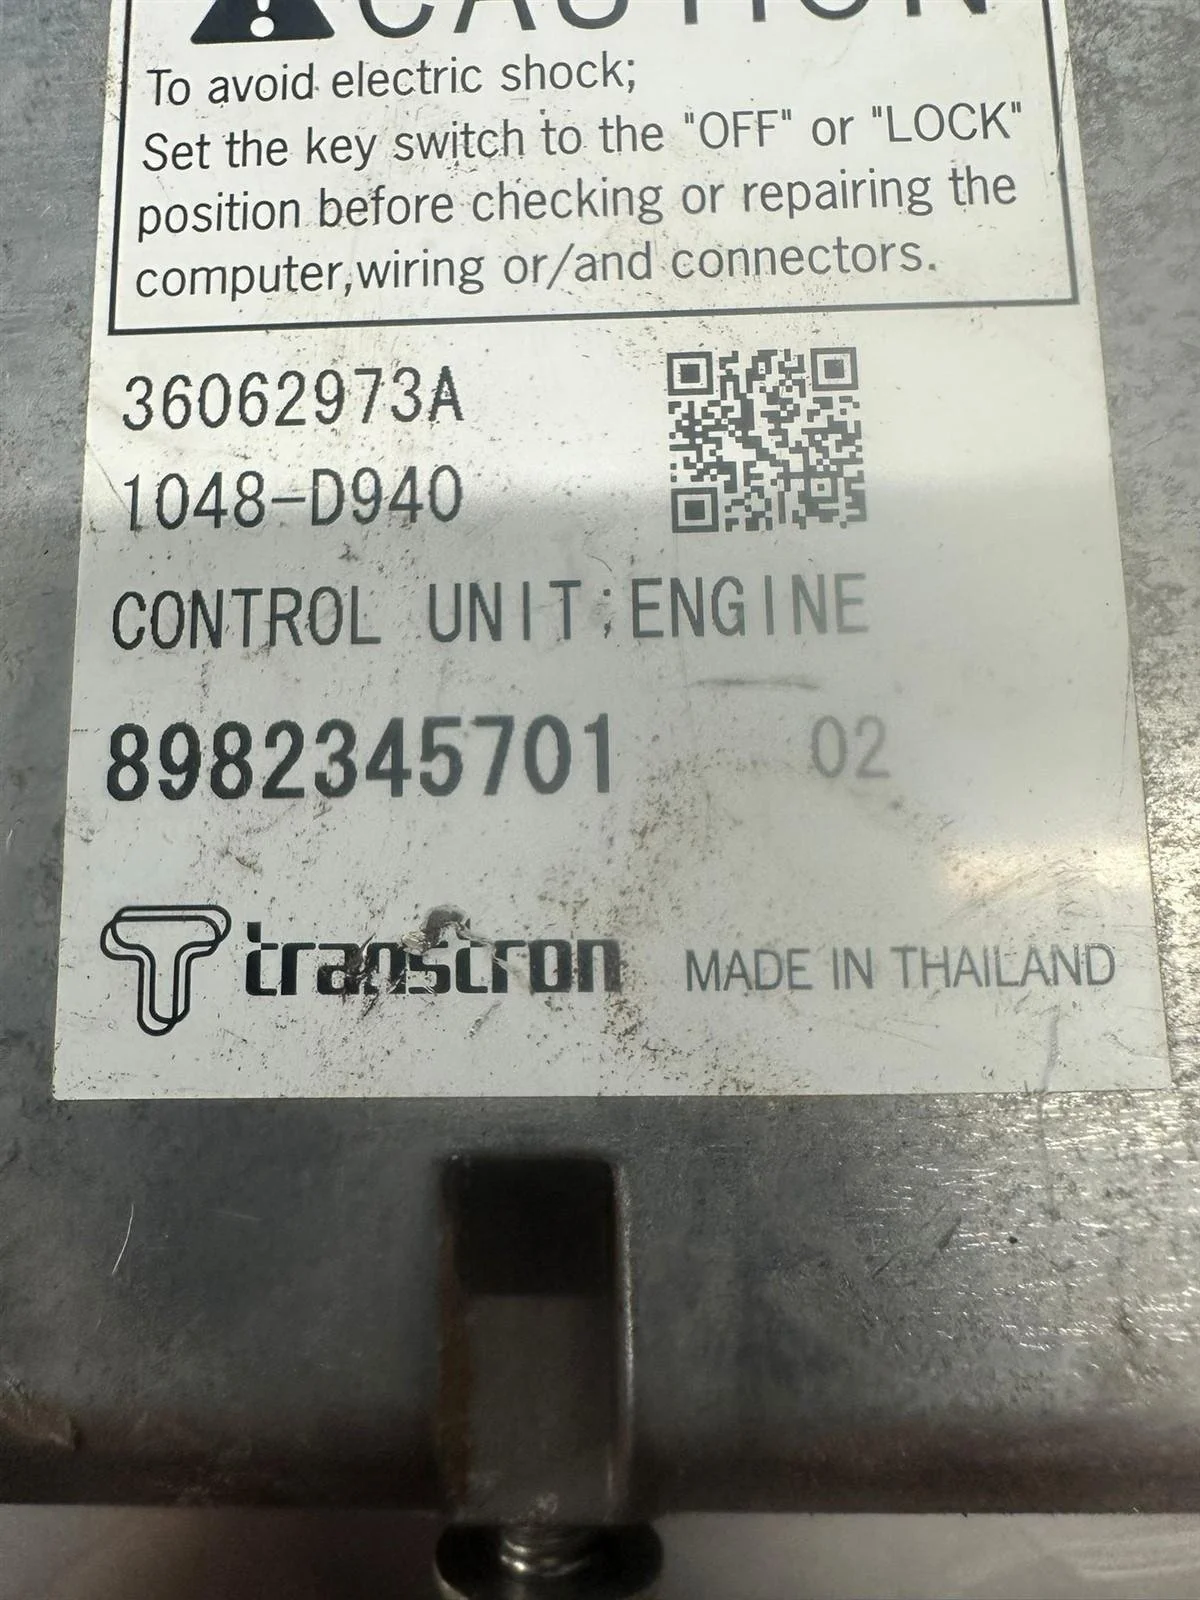 CAUTION
To avoid electric shock;
Set the key switch to the "OFF" or "LOCK"
position before checking or repairing the
computer,wiring or/and connectors.
36062973A
1048-D940
CONTROL UNIT;ENGINE
8982345701 02
transtron MADE IN THAILAND